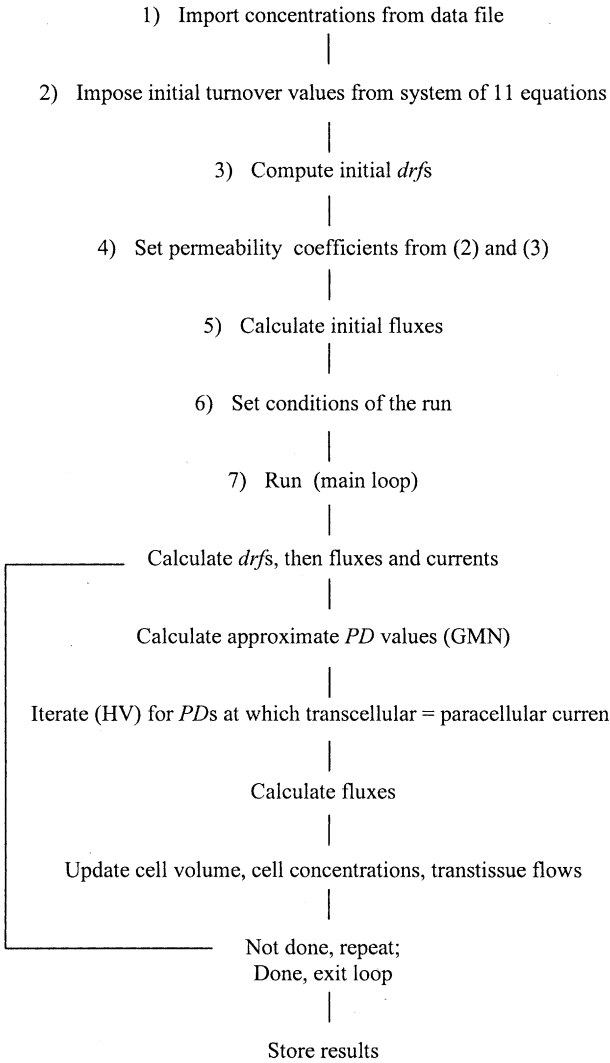 1) Import concentrations from data file
2) Impose initial turnover values from system of 11 equations
3) Compute initial drfs
4) Set permeability coefficients from (2) and (3)
5) Calculate initial fluxes
6) Set conditions of the run
7) Run (main loop)
Calculate drfs, then fluxes and currents
Calculate approximate PD values (GMN)
Iterate (HV) for PDs at which transcellular = paracellular curren
Calculate fluxes
Update cell volume, cell concentrations, transtissue flows
Not done, repeat;
Done, exit loop
Store results